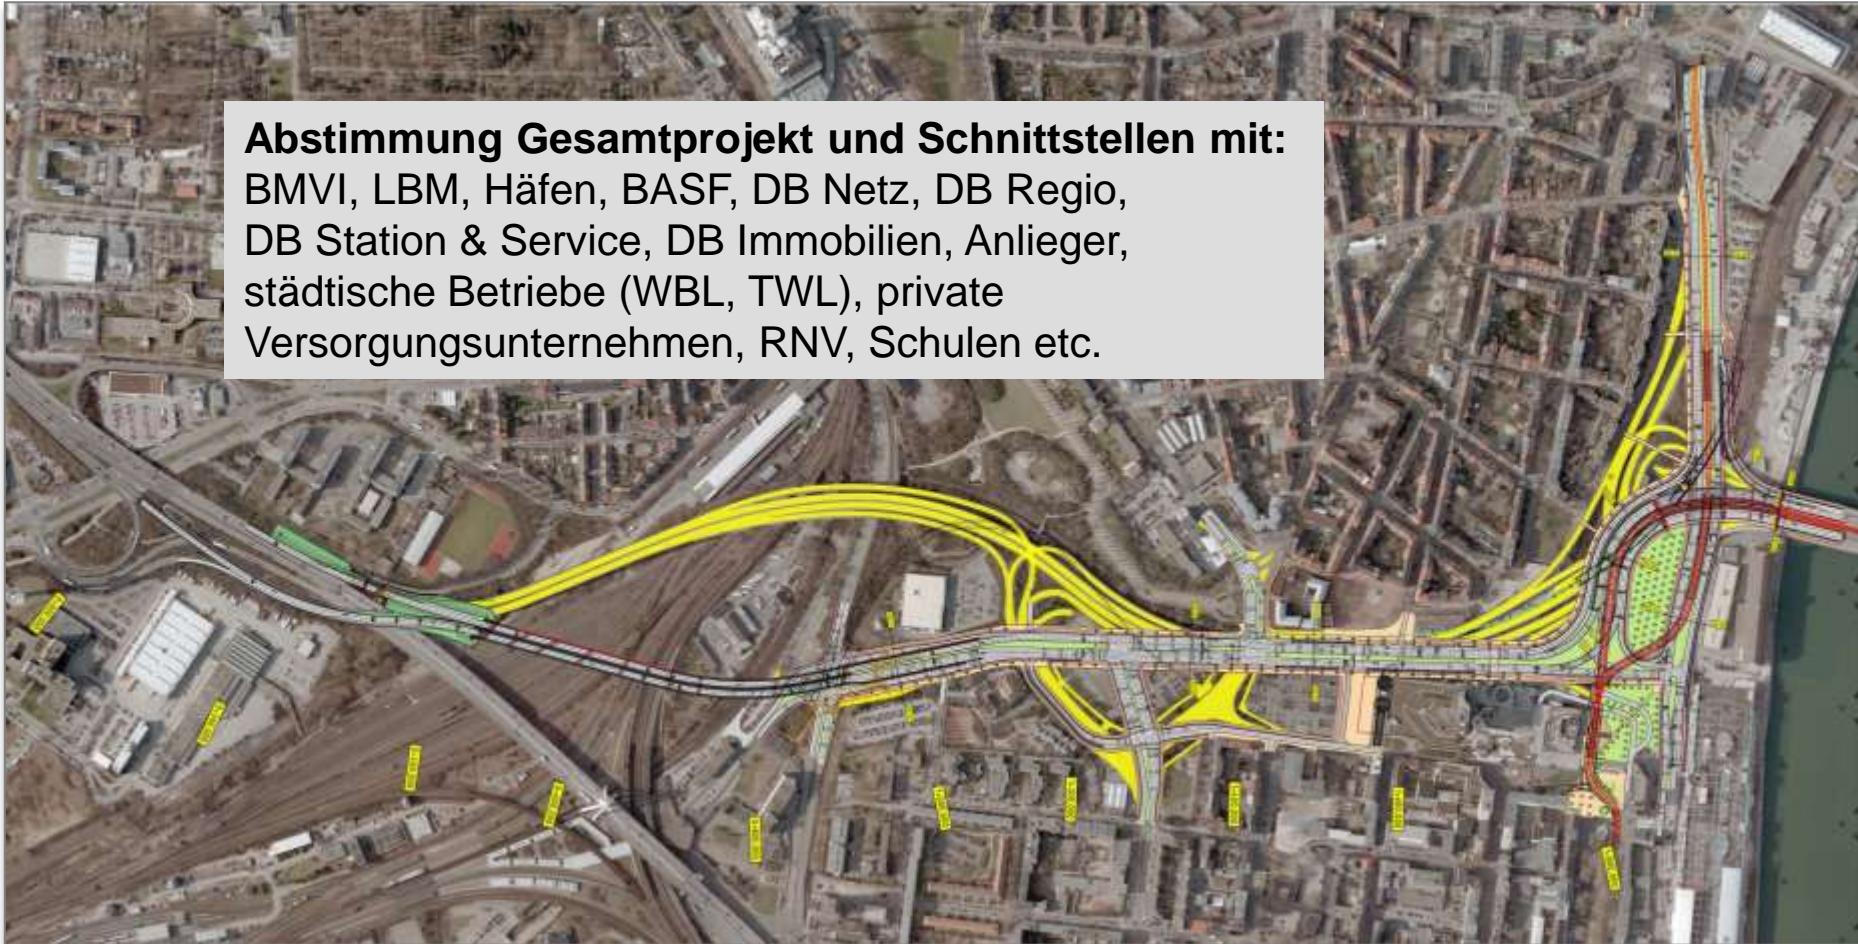 Abstimmung Gesamtprojekt und Schnittstellen mit:
BMVI, LBM, Häfen, BASF, DB Netz, DB Regio,
DB Station & Service, DB Immobilien, Anlieger,
städtische Betriebe (WBL, TWL), private
Versorgungsunternehmen, RNV, Schulen etc.